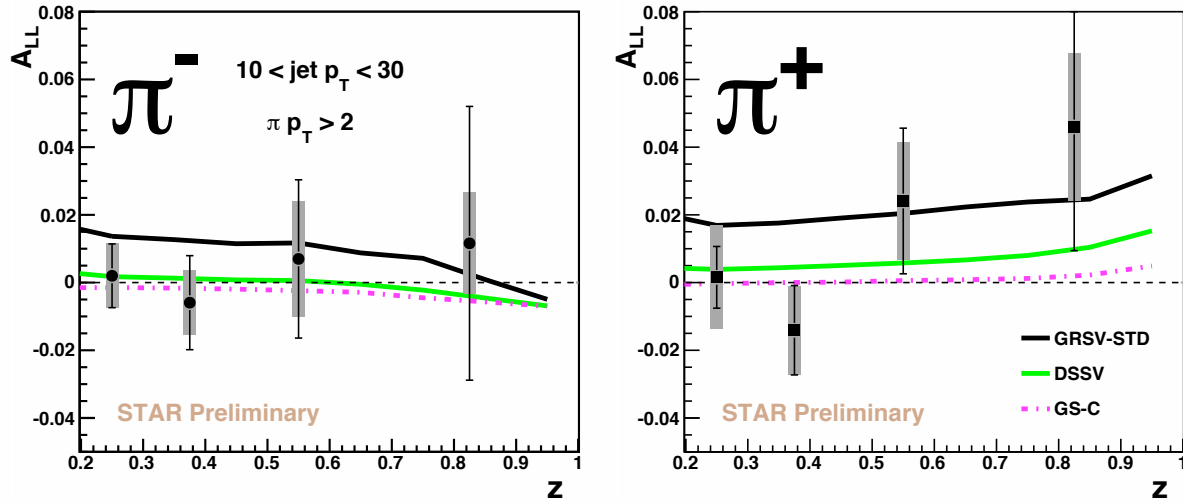 A_LL
0.08
0.06
0.04
0.02
0
-0.02
-0.04
π-
10 < jet p_T < 30
π p_T > 2
STAR Preliminary
0.2 0.3 0.4 0.5 0.6 0.7 0.8 0.9 1
z
A_LL
0.08
0.06
0.04
0.02
0
-0.02
-0.04
π+
GRSV-STD
DSSV
GS-C
STAR Preliminary
0.2 0.3 0.4 0.5 0.6 0.7 0.8 0.9 1
z